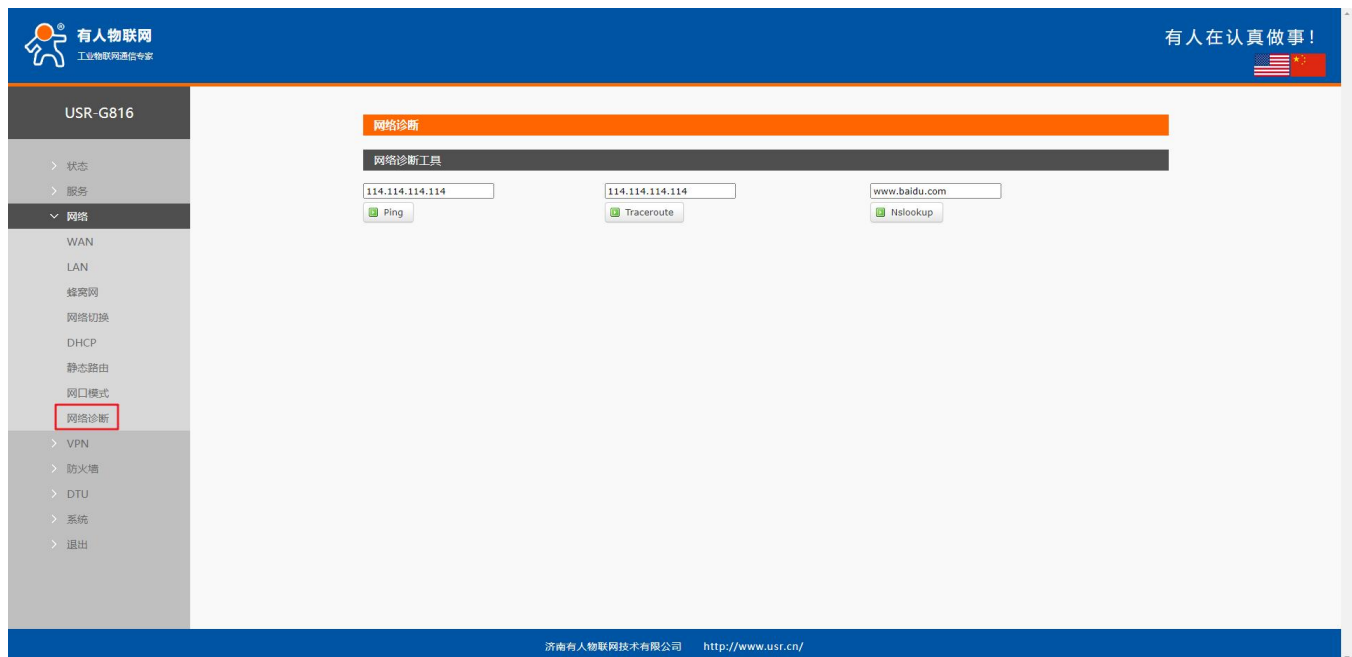 有人物联网
工业物联网通信专家
有人在认真做事!
USR-G816
状态
服务
网络
WAN
LAN
蜂窝网
网络切换
DHCP
静态路由
网口模式
网络诊断
VPN
防火墙
DTU
系统
退出
网络诊断
网络诊断工具
114.114.114.114 114.114.114.114 www.baidu.com
Ping Traceroute Nslookup
济南有人物联网技术有限公司 http://www.usr.cn/